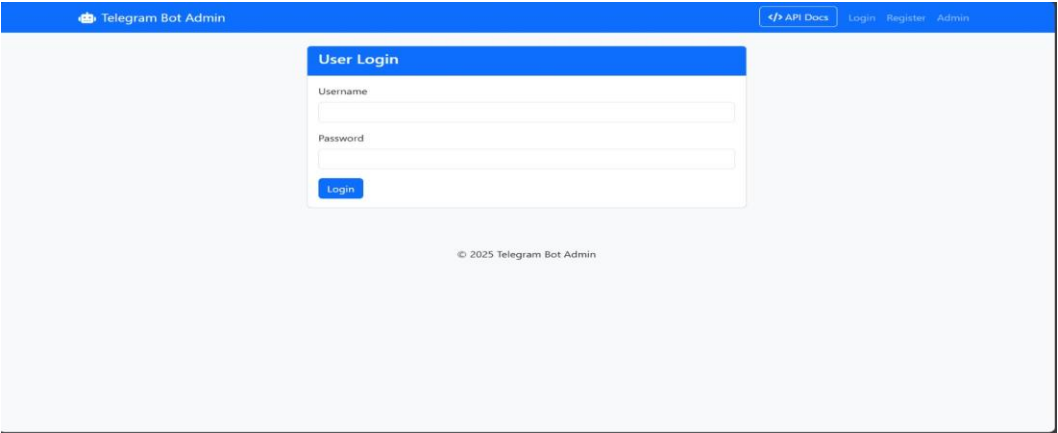 Telegram Bot Admin
</> API Docs Login Register Admin
User Login
Username
Password
Login
© 2025 Telegram Bot Admin